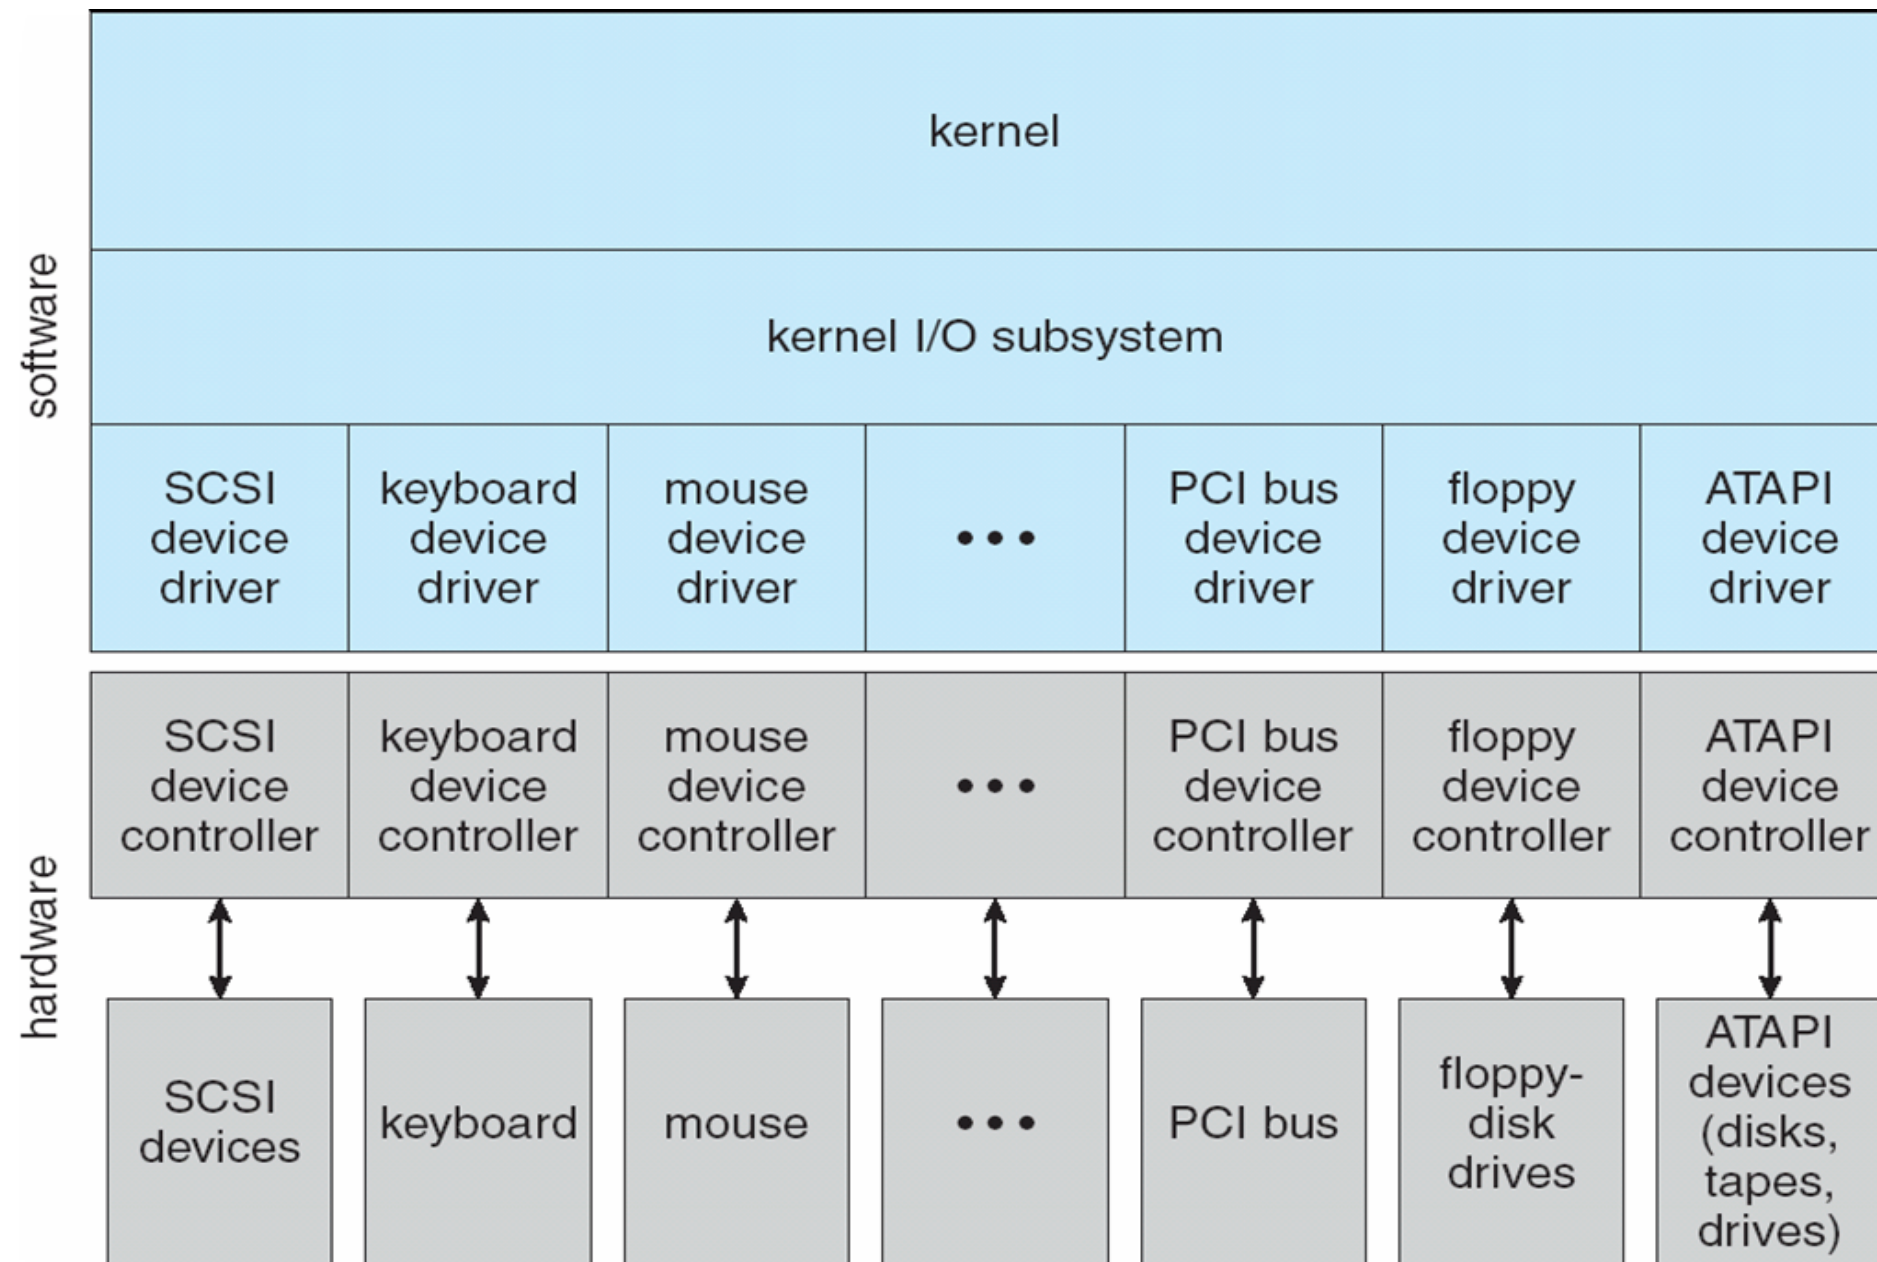 kernel
software
kernel I/O subsystem
SCSI
device
driver
keyboard
device
driver
mouse
device
driver
•••
PCI bus
device
driver
floppy
device
driver
ATAPI
device
driver
hardware
SCSI
device
controller
keyboard
device
controller
mouse
device
controller
•••
PCI bus
device
controller
floppy
device
controller
ATAPI
device
controller
SCSI
devices
keyboard
mouse
•••
PCI bus
floppy-
disk
drives
ATAPI
devices
(disks,
tapes,
drives)